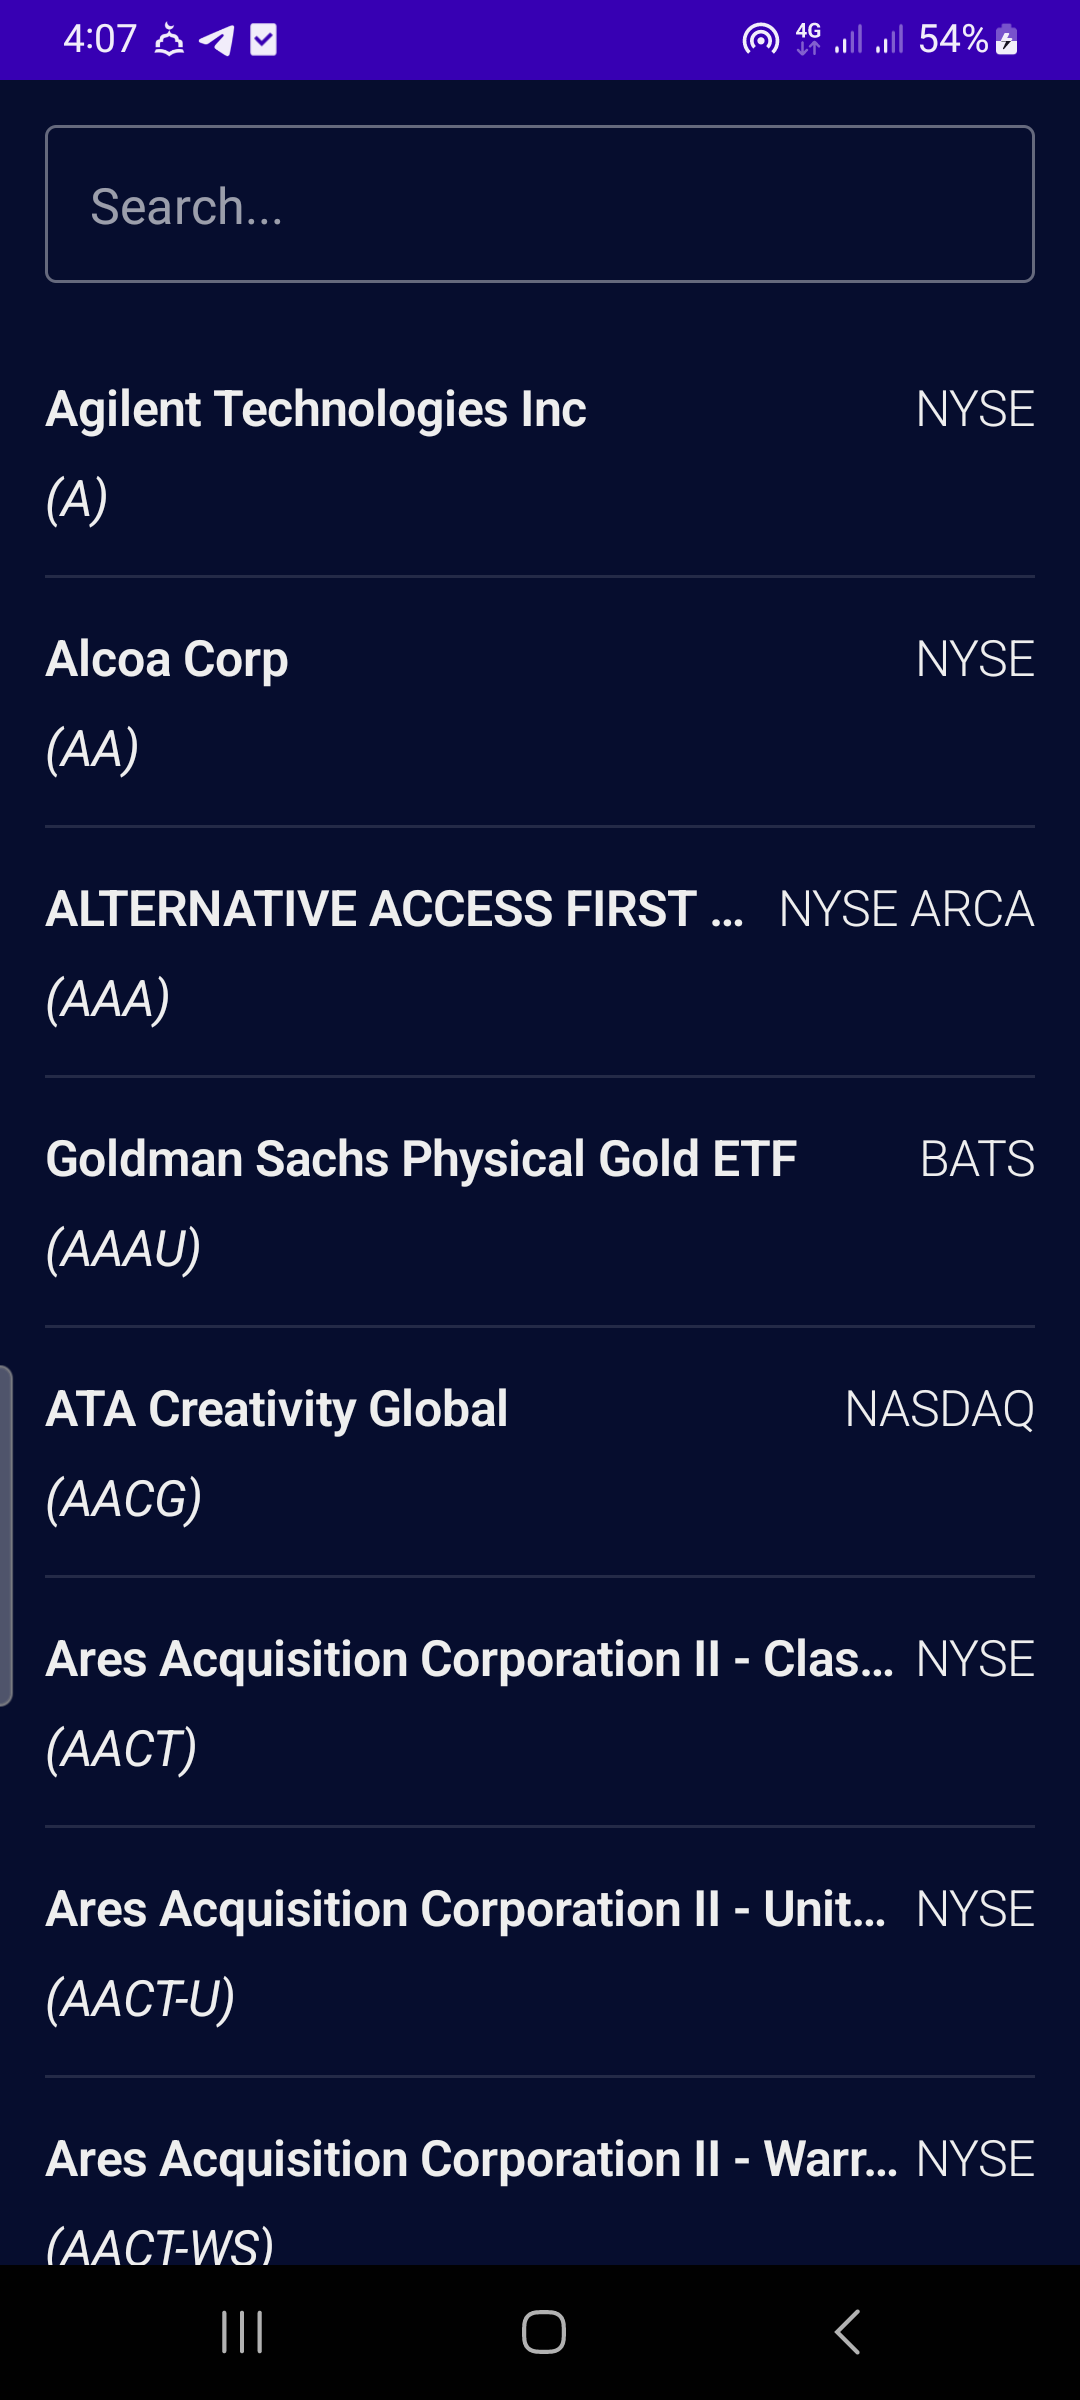 4:07 4G 54%
Search...
Agilent Technologies Inc NYSE
(A)
Alcoa Corp NYSE
(AA)
ALTERNATIVE ACCESS FIRST ... NYSE ARCA
(AAA)
Goldman Sachs Physical Gold ETF BATS
(AAAU)
ATA Creativity Global NASDAQ
(AACG)
Ares Acquisition Corporation II - Clas... NYSE
(AACT)
Ares Acquisition Corporation II - Unit... NYSE
(AACT-U)
Ares Acquisition Corporation II - Warr... NYSE
(AACT-WS)